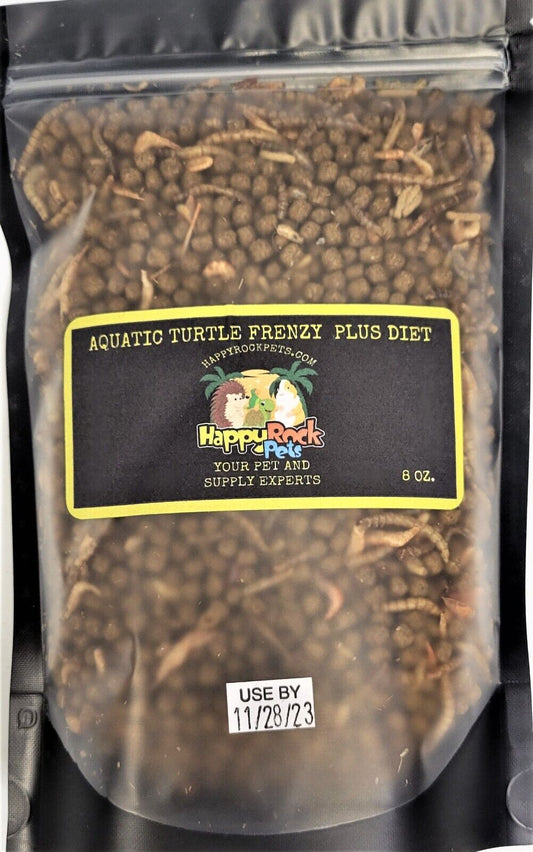 AQUATIC TURTLE FRENZY PLUS DIET
HAPPYROCKPETS.COM
HappyRock
Pets
YOUR PET AND
SUPPLY EXPERTS
8 OZ.
USE BY
11/28/23